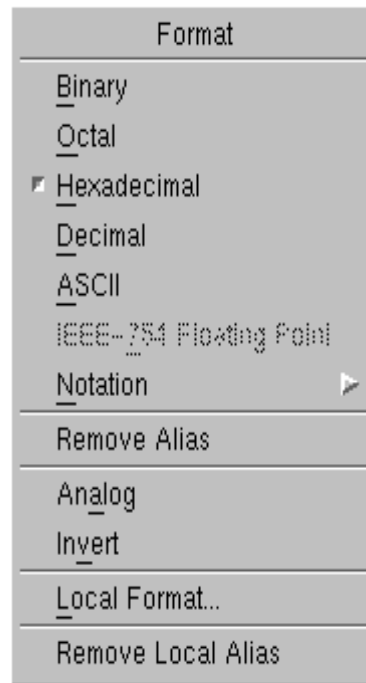 Format
Binary
Octal
Hexadecimal
Decimal
ASCII
IEEE-754 Floating Point
Notation
Remove Alias
Analog
Invert
Local Format...
Remove Local Alias